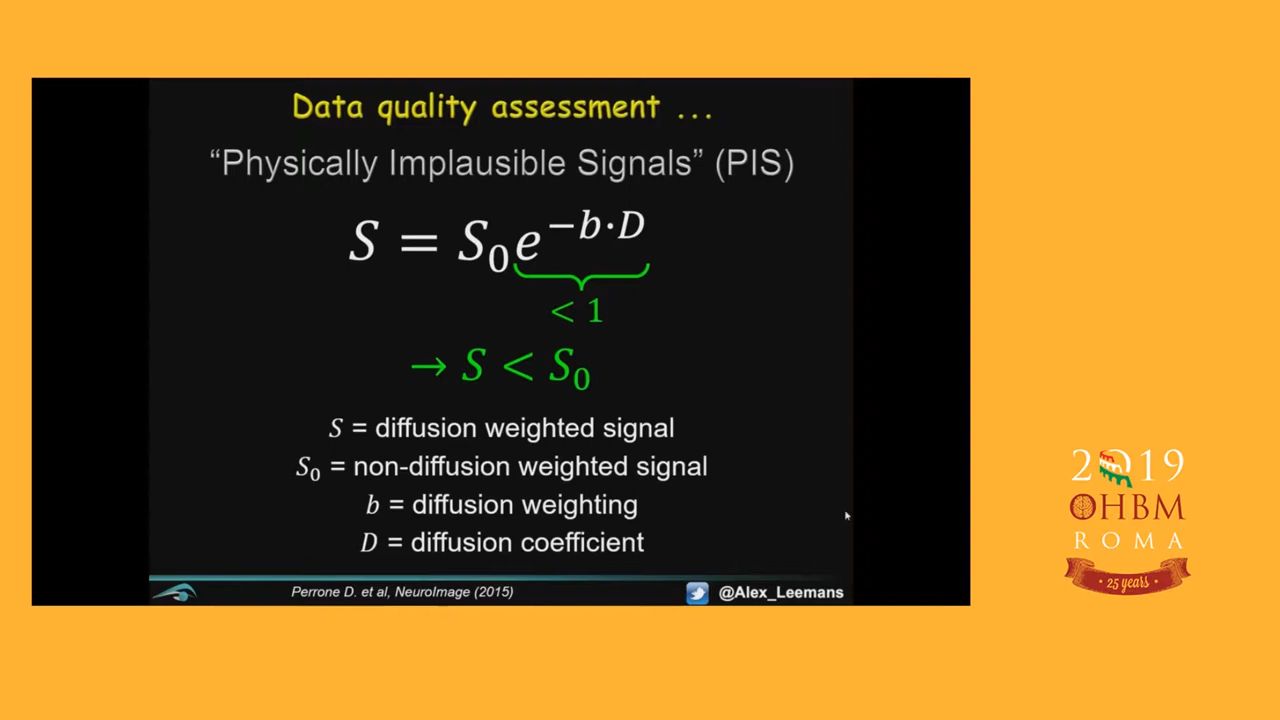 Data quality assessment ...
“Physically Implausible Signals” (PIS)
S = S₀e^(−b·D)
< 1
→ S < S₀
S = diffusion weighted signal
S₀ = non-diffusion weighted signal
b = diffusion weighting
D = diffusion coefficient
Perrone D. et al, NeuroImage (2015)
@Alex_Leemans
2019
OHBM
ROMA
· 25 years ·